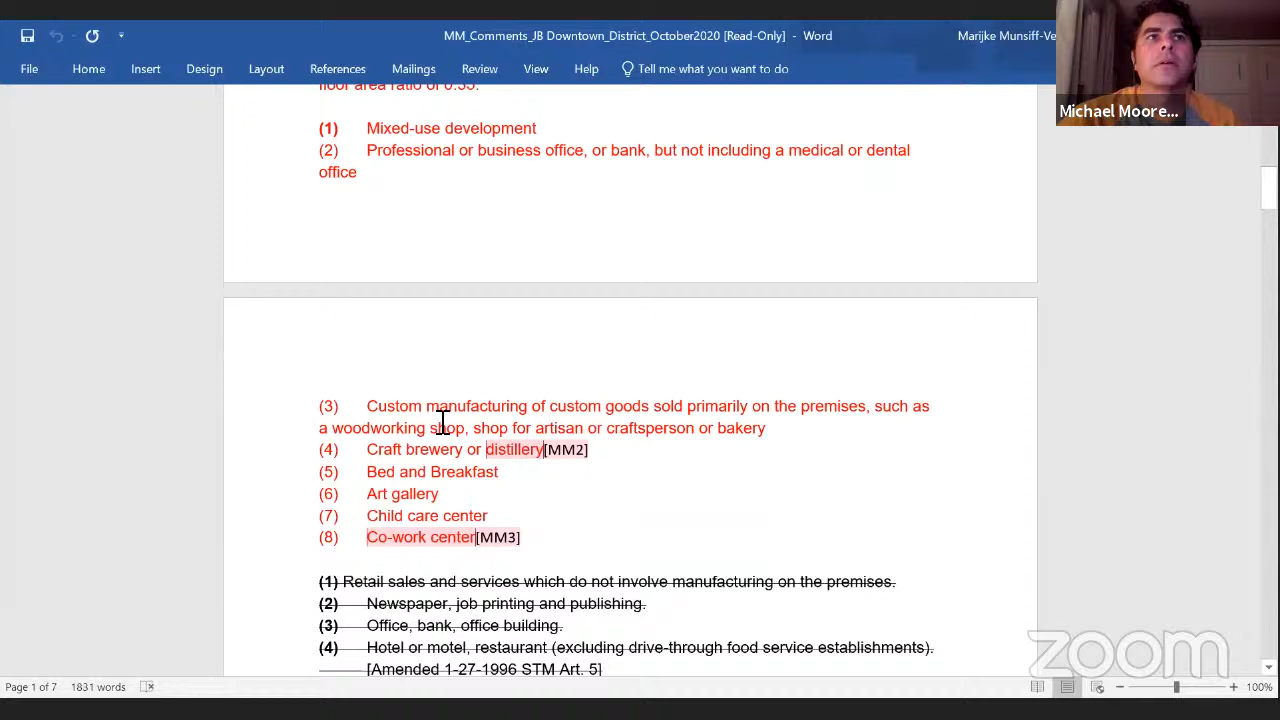 MM_Comments_JB Downtown_District_October2020 [Read-Only] - Word
Marijke Munsiff-Ve
File Home Insert Design Layout References Mailings Review View Help Tell me what you want to do
Michael Moore...
floor area ratio of 0.35.
(1) Mixed-use development
(2) Professional or business office, or bank, but not including a medical or dental
office
(3) Custom manufacturing of custom goods sold primarily on the premises, such as
a woodworking shop, shop for artisan or craftsperson or bakery
(4) Craft brewery or distillery[MM2]
(5) Bed and Breakfast
(6) Art gallery
(7) Child care center
(8) Co-work center[MM3]
(1) Retail sales and services which do not involve manufacturing on the premises.
(2) Newspaper, job printing and publishing.
(3) Office, bank, office building.
(4) Hotel or motel, restaurant (excluding drive-through food service establishments).
[Amended 1-27-1996 STM Art. 5]
zoom
Page 1 of 7 1831 words 100%